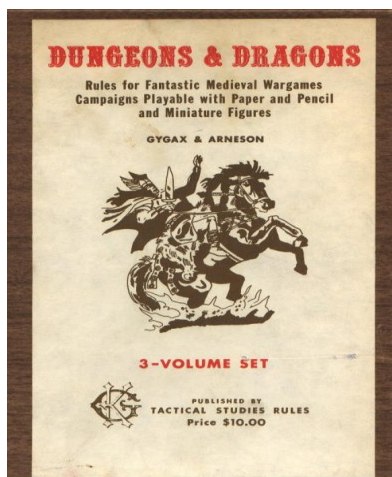 DUNGEONS & DRAGONS
Rules for Fantastic Medieval Wargames
Campaigns Playable with Paper and Pencil
and Miniature Figures
GYGAX & ARNESON
3-VOLUME SET
PUBLISHED BY
TACTICAL STUDIES RULES
Price $10.00